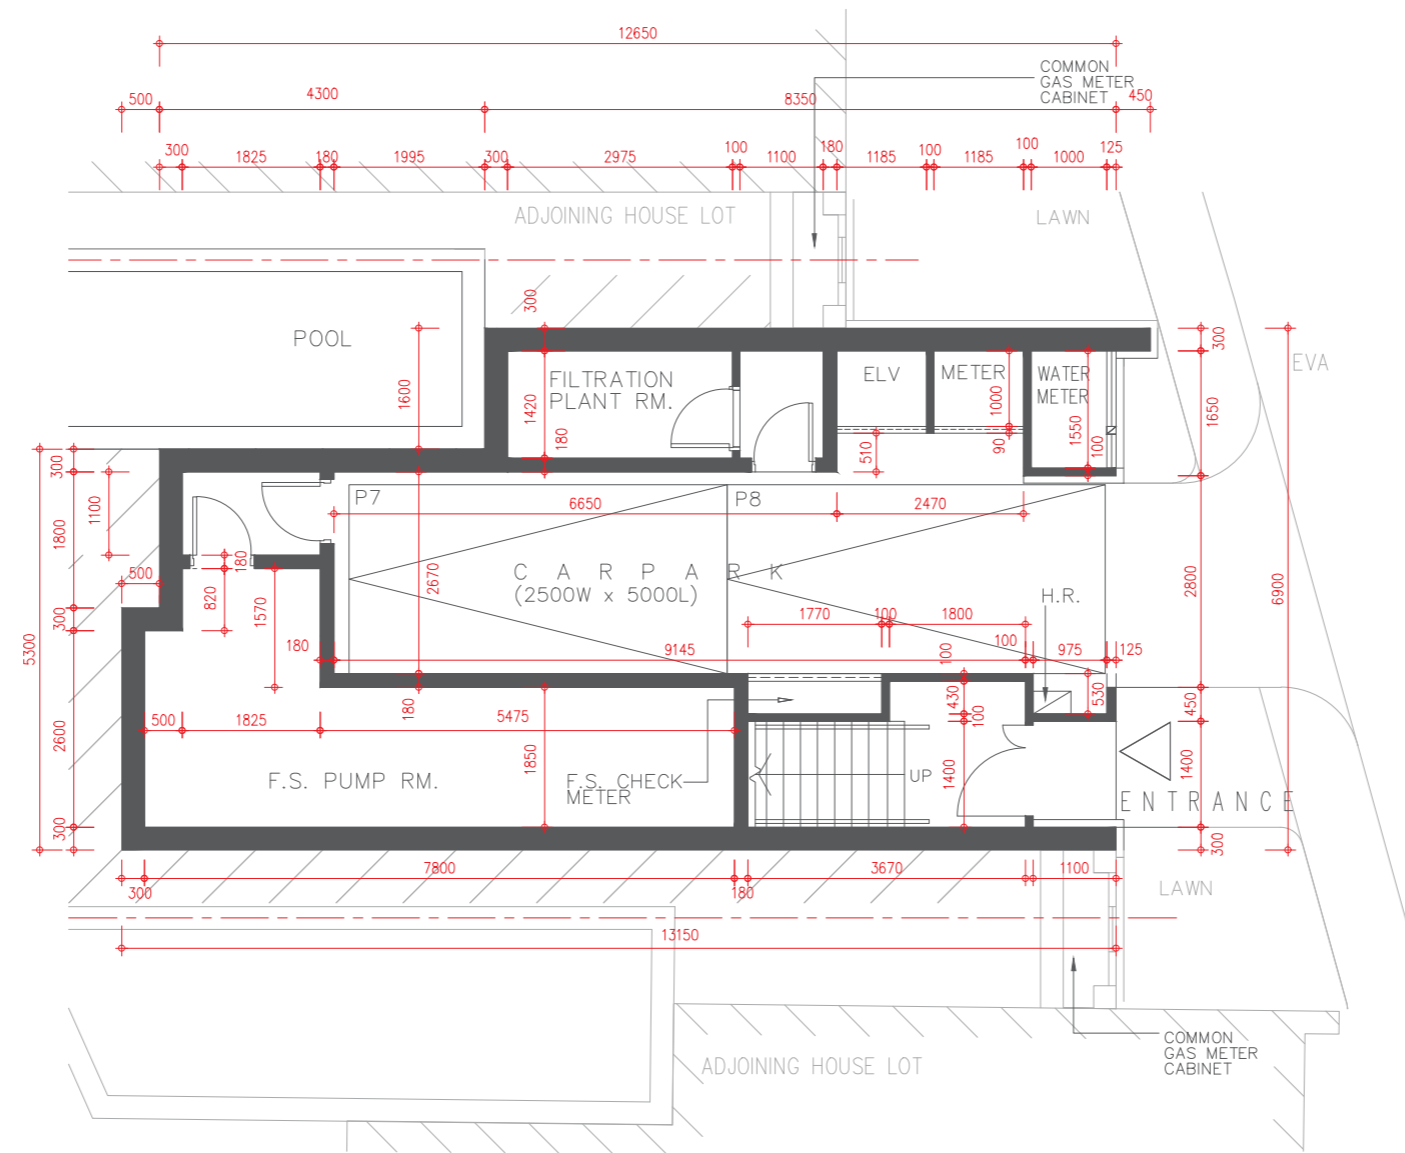 12650
COMMON
GAS METER
CABINET
500
4300
8350
450
300
1825
180
1995
300
2975
100
1100
180
1185
100
1185
100
1000
125
ADJOINING HOUSE LOT
LAWN
POOL
300
300
EVA
1600
FILTRATION
PLANT RM.
1420
180
ELV
METER
1000
WATER
METER
1550
100
1650
510
90
N
5300
300
1100
1800
P7
6650
P8
2470
180
500
820
1570
2670
C A R P A R K
(2500W x 5000L)
H.R.
2800
6900
300
1770
100
1800
180
9145
100
100
975
125
180
430
100
530
450
2600
500
1825
5475
1850
F.S. PUMP RM.
F.S. CHECK
METER
UP
1400
1400
ENTRANCE
300
300
300
7800
180
3670
1100
LAWN
13150
COMMON
GAS METER
CABINET
ADJOINING HOUSE LOT